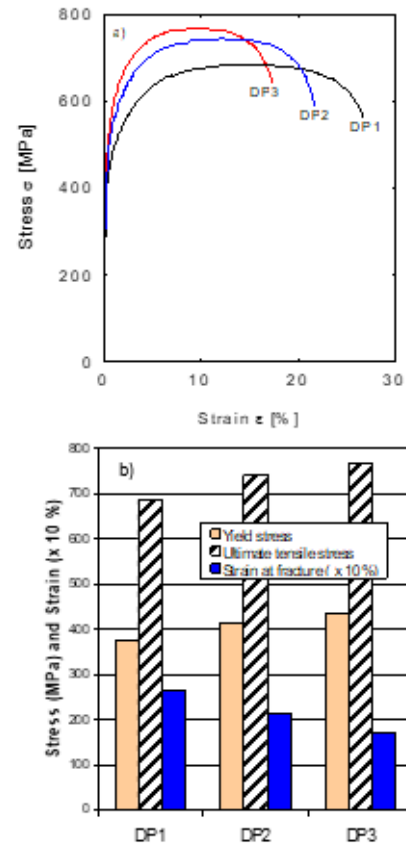 800
a)
600
400
200
0
DP3
DP2
DP1
Stress σ [MPa]
0 10 20 30
Strain ε [%]
b)
800
700
600
500
400
300
200
100
0
Yield stress
Ultimate tensile stress
Strain at fracture ( x 10%)
Stress (MPa) and Strain (x 10 %)
DP1 DP2 DP3